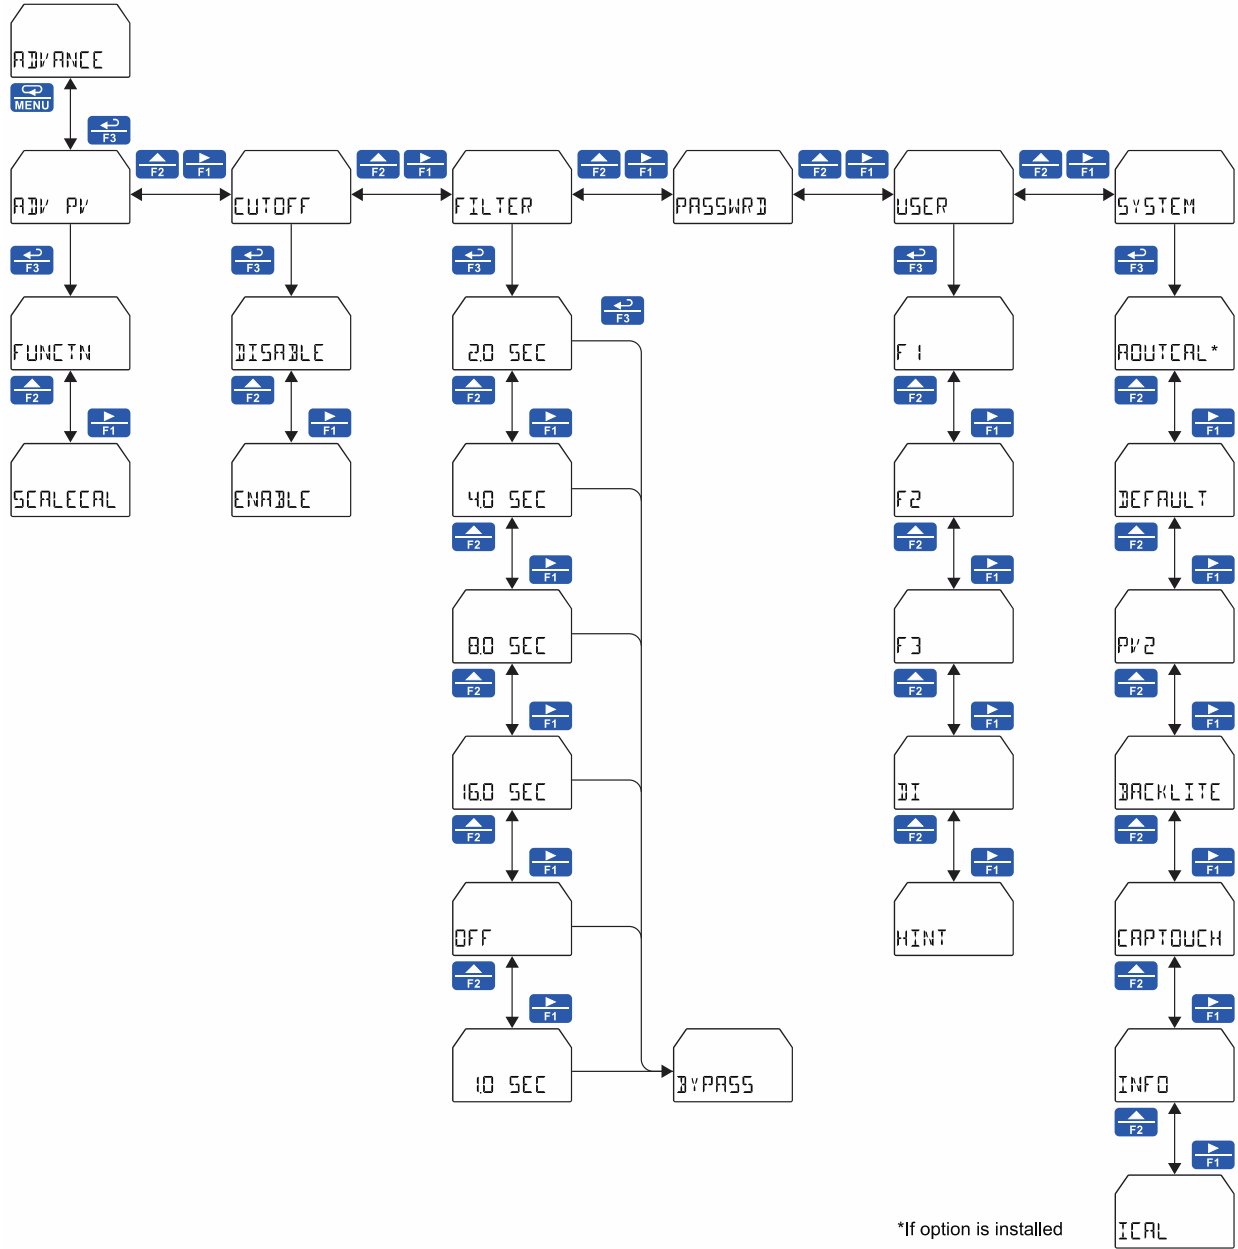 ADVANCE
MENU
F3
F2 F1 F2 F1 F2 F1 F2 F1 F2 F1
ADV PV CUTOFF FILTER PASSWRD USER SYSTEM
F3 F3 F3 F3 F3
F3
FUNCTN DISABLE 2.0 SEC F1 AOUTCAL*
F2 F2 F2 F2 F2
F1 F1 F1 F1 F1
SCALECAL ENABLE 4.0 SEC F2 DEFAULT
F2 F2 F2
F1 F1 F1
8.0 SEC F3 PV2
F2 F2 F2
F1 F1 F1
16.0 SEC DI BACKLITE
F2 F2 F2
F1 F1 F1
OFF HINT CAPTOUCH
F2 F2
F1 F1
1.0 SEC BYPASS INFO
F2
F1
*If option is installed ICAL